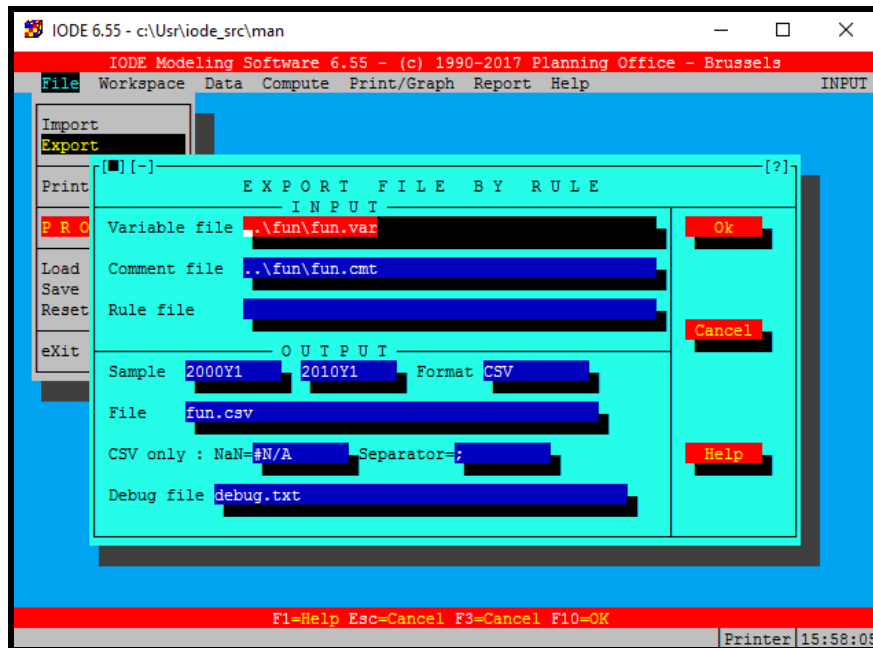 IODE 6.55 - c:\Usr\iode_src\man
IODE Modeling Software 6.55 - (c) 1990-2017 Planning Office - Brussels
File Workspace Data Compute Print/Graph Report Help INPUT
Import
Export
[■][-] [?]
Print
EXPORT FILE BY RULE
INPUT
PRO
Variable file .\fun\fun.var
Ok
Load
Comment file ..\fun\fun.cmt
Save
Reset
Rule file
Cancel
eXit
OUTPUT
Sample 2000Y1 2010Y1 Format CSV
File fun.csv
CSV only : NaN=#N/A Separator=;
Help
Debug file debug.txt
F1=Help Esc=Cancel F3=Cancel F10=OK
Printer 15:58:05